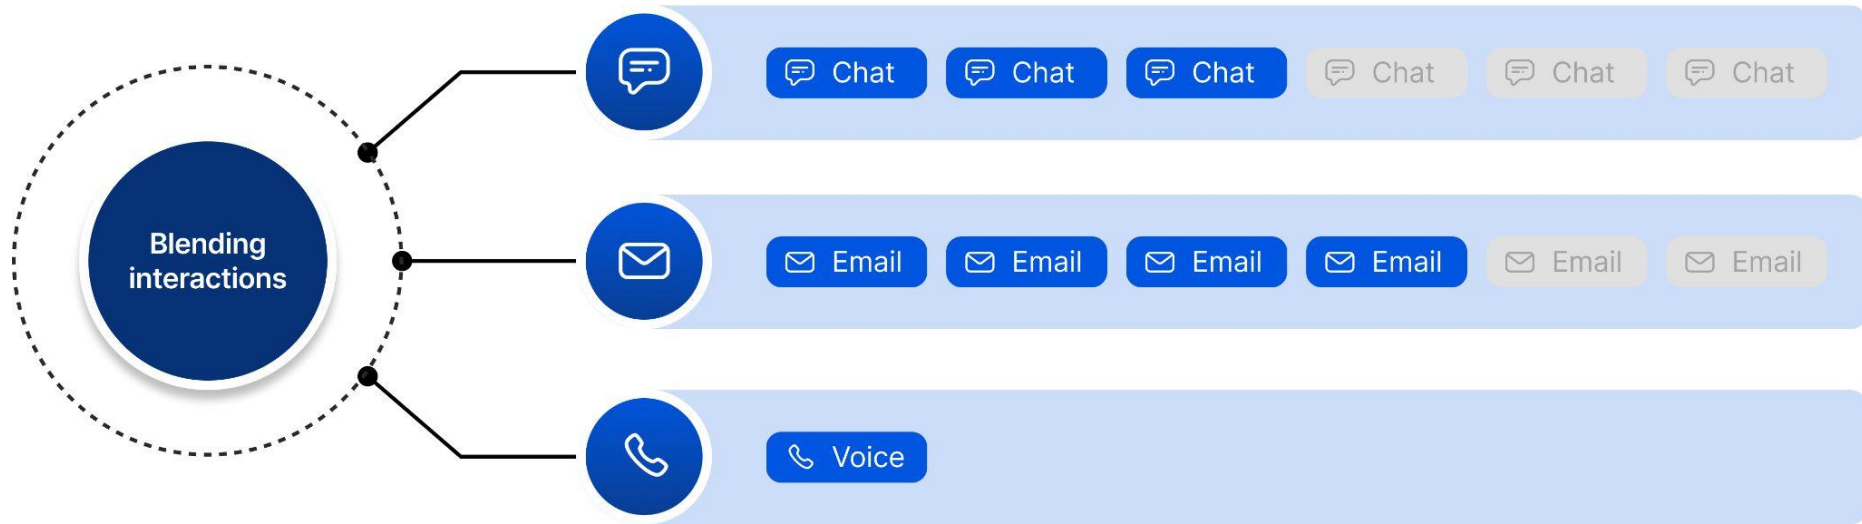 Blending
interactions
Chat Chat Chat Chat Chat Chat
Email Email Email Email Email Email
Voice